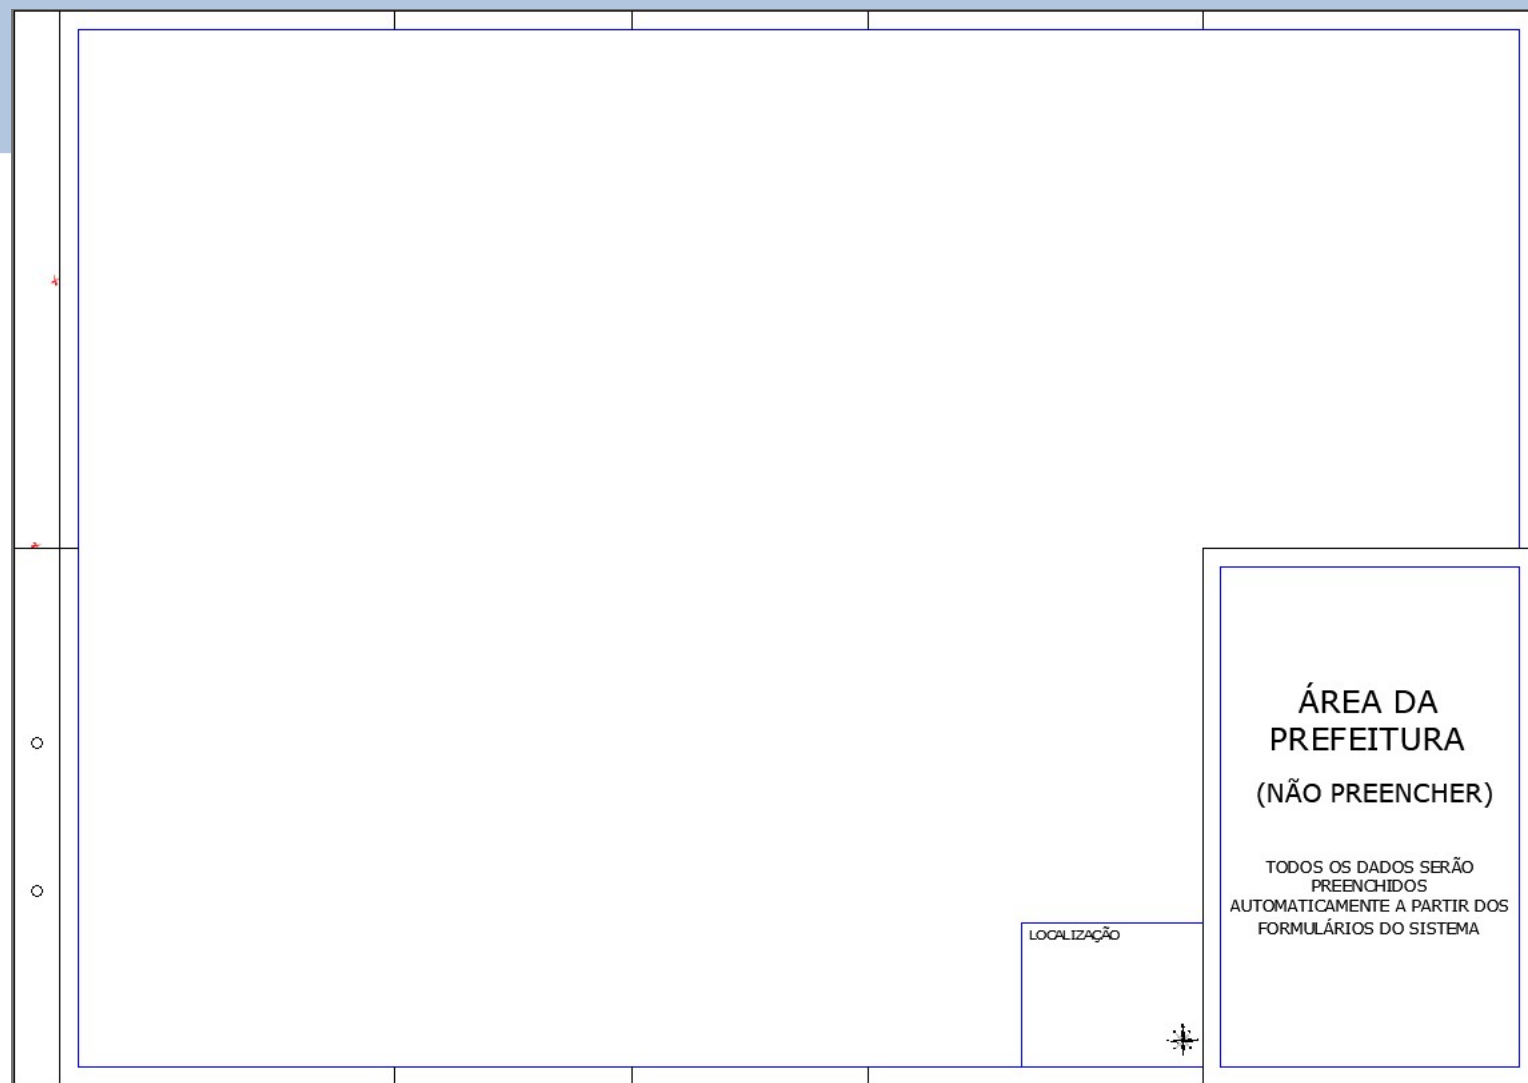 ÁREA DA
PREFEITURA
(NÃO PREENCHER)
TODOS OS DADOS SERÃO
PREENCHIDOS
AUTOMATICAMENTE A PARTIR DOS
FORMULÁRIOS DO SISTEMA
LOCALIZAÇÃO